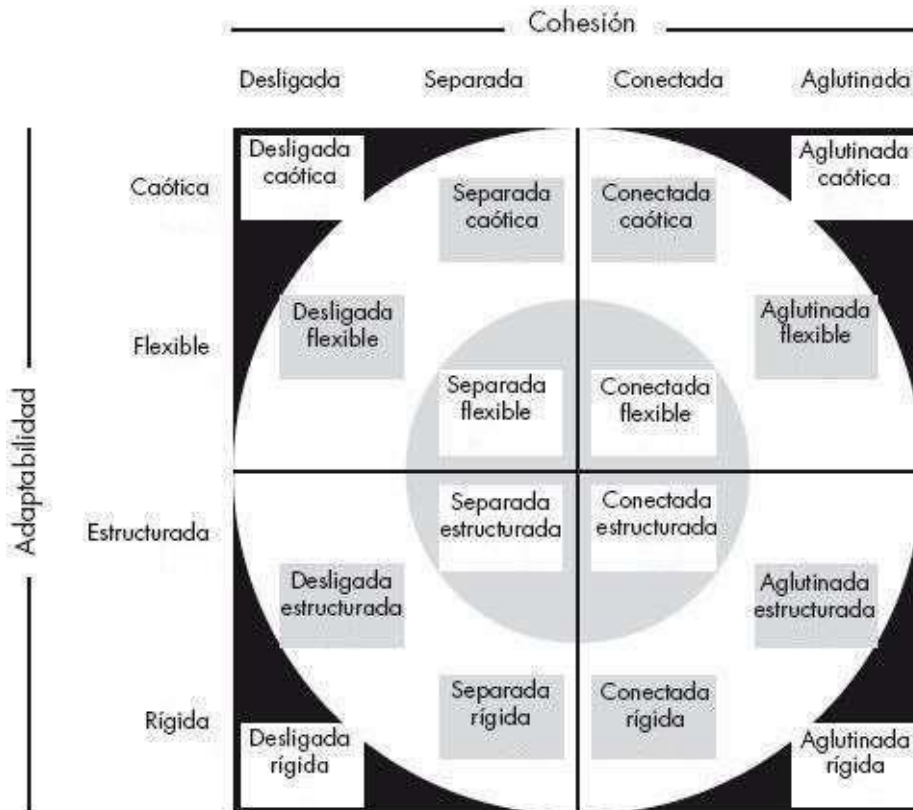 Cohesión
Desligada Separada Conectada Aglutinada
Adaptabilidad
Caótica
Desligada
caótica
Separada
caótica
Conectada
caótica
Aglutinada
caótica
Flexible
Desligada
flexible
Separada
flexible
Conectada
flexible
Aglutinada
flexible
Estructurada
Desligada
estructurada
Separada
estructurada
Conectada
estructurada
Aglutinada
estructurada
Rígida
Desligada
rígida
Separada
rígida
Conectada
rígida
Aglutinada
rígida